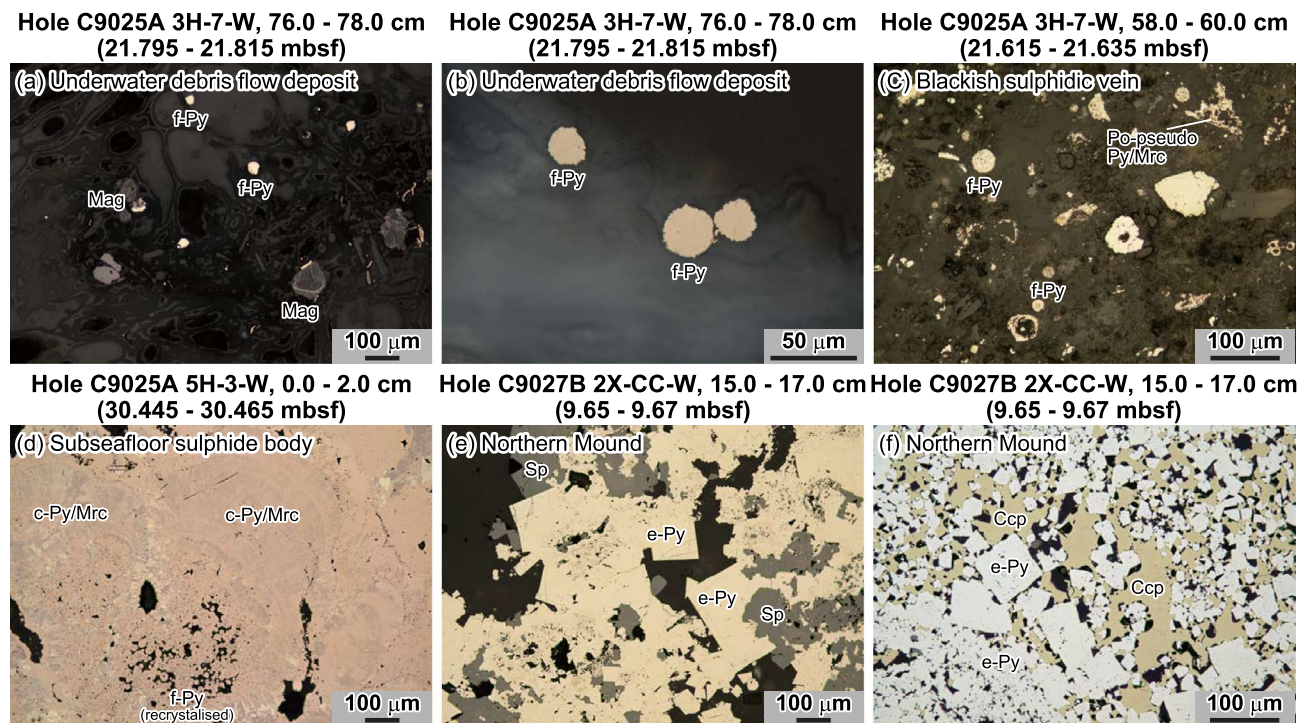 Hole C9025A 3H-7-W, 76.0 - 78.0 cm
(21.795 - 21.815 mbsf)
Hole C9025A 3H-7-W, 76.0 - 78.0 cm
(21.795 - 21.815 mbsf)
Hole C9025A 3H-7-W, 58.0 - 60.0 cm
(21.615 - 21.635 mbsf)
(a) Underwater debris flow deposit
f-Py
f-Py
Mag
Mag
100 μm
(b) Underwater debris flow deposit
f-Py
f-Py
50 μm
(C) Blackish sulphidic vein
Po-pseudo
Py/Mrc
f-Py
f-Py
100 μm
Hole C9025A 5H-3-W, 0.0 - 2.0 cm
(30.445 - 30.465 mbsf)
Hole C9027B 2X-CC-W, 15.0 - 17.0 cm
(9.65 - 9.67 mbsf)
Hole C9027B 2X-CC-W, 15.0 - 17.0 cm
(9.65 - 9.67 mbsf)
(d) Subseafloor sulphide body
c-Py/Mrc
c-Py/Mrc
f-Py
(recrystalised)
100 μm
(e) Northern Mound
Sp
e-Py
e-Py
Sp
100 μm
(f) Northern Mound
Ccp
e-Py
Ccp
e-Py
100 μm